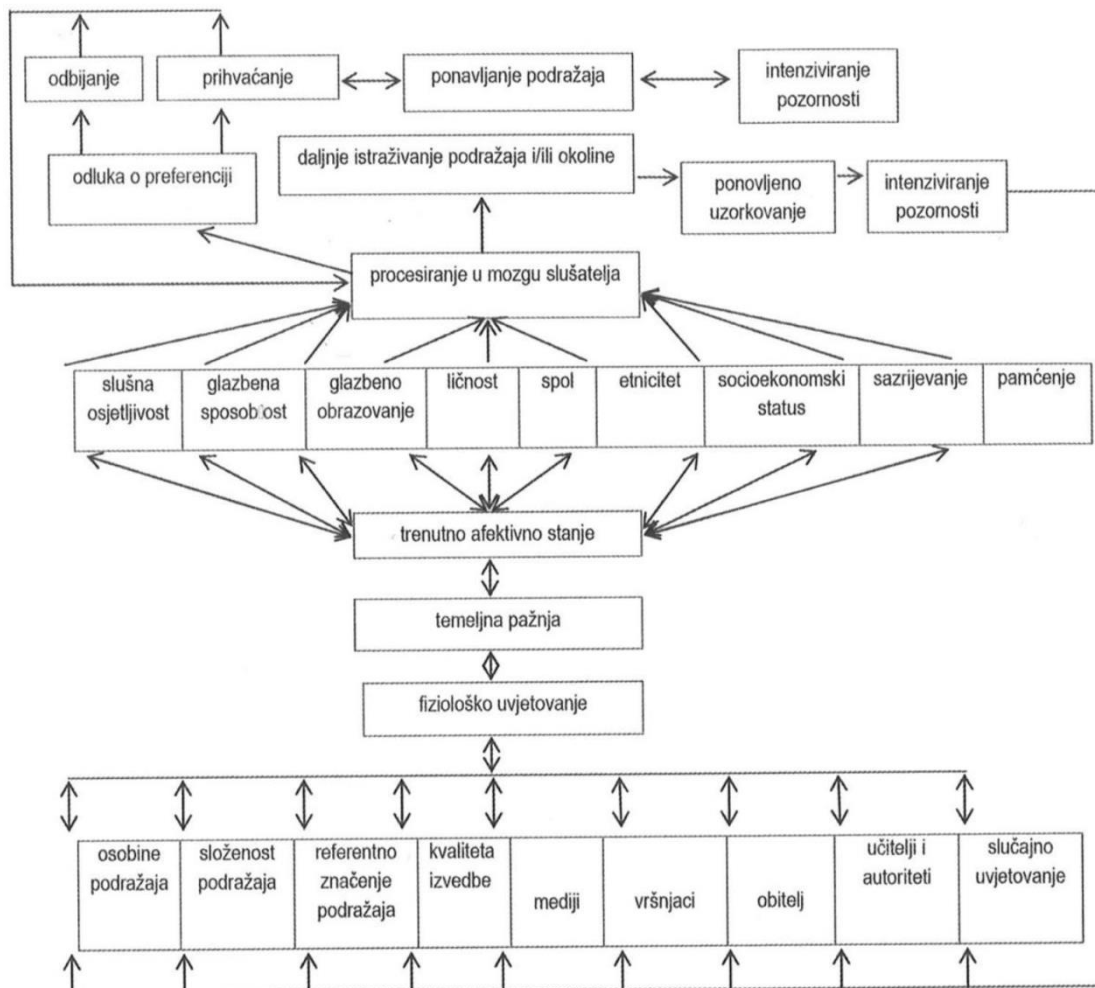 odbijanje
prihvaćanje
ponavljanje podražaja
intenziviranje
pozornosti
odluka o preferenciji
daljnje istraživanje podražaja i/ili okoline
ponovljeno
uzorkovanje
intenziviranje
pozornosti
procesiranje u mozgu slušatelja
slušna
osjetljivost
glazbena
sposobiost
glazbeno
obrazovanje
ličnost
spol
etnicitet
socioekonomski
status
sazrijevanje
pamćenje
trenutno afektivno stanje
temeljna pažnja
fiziološko uvjetovanje
osobine
podražaja
složenost
podražaja
referentno
značenje
podražaja
kvaliteta
izvedbe
mediji
vršnjaci
obitelj
učitelji i
autoriteti
slučajno
uvjetovanje